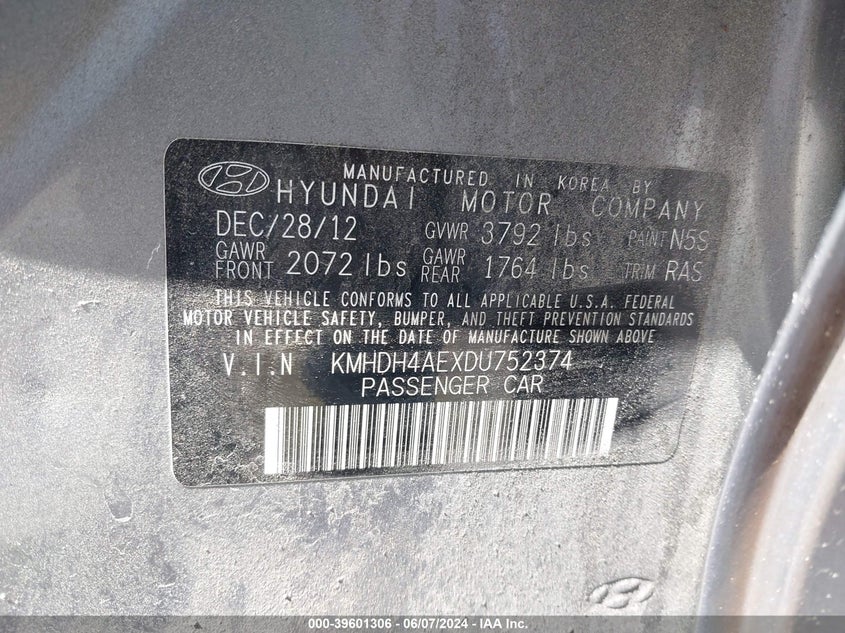 MANUFACTURED IN KOREA BY
HYUNDAI MOTOR COMPANY
DEC/28/12 GVWR 3792 lbs PAINT N5S
GAWR FRONT 2072 lbs GAWR REAR 1764 lbs TRIM RAS
THIS VEHICLE CONFORMS TO ALL APPLICABLE U.S.A. FEDERAL
MOTOR VEHICLE SAFETY, BUMPER, AND THEFT PREVENTION STANDARDS
IN EFFECT ON THE DATE OF MANUFACTURE SHOWN ABOVE
V.I.N KMHDH4AEXDU752374
PASSENGER CAR
000-39601306 - 06/07/2024 - IAA Inc.